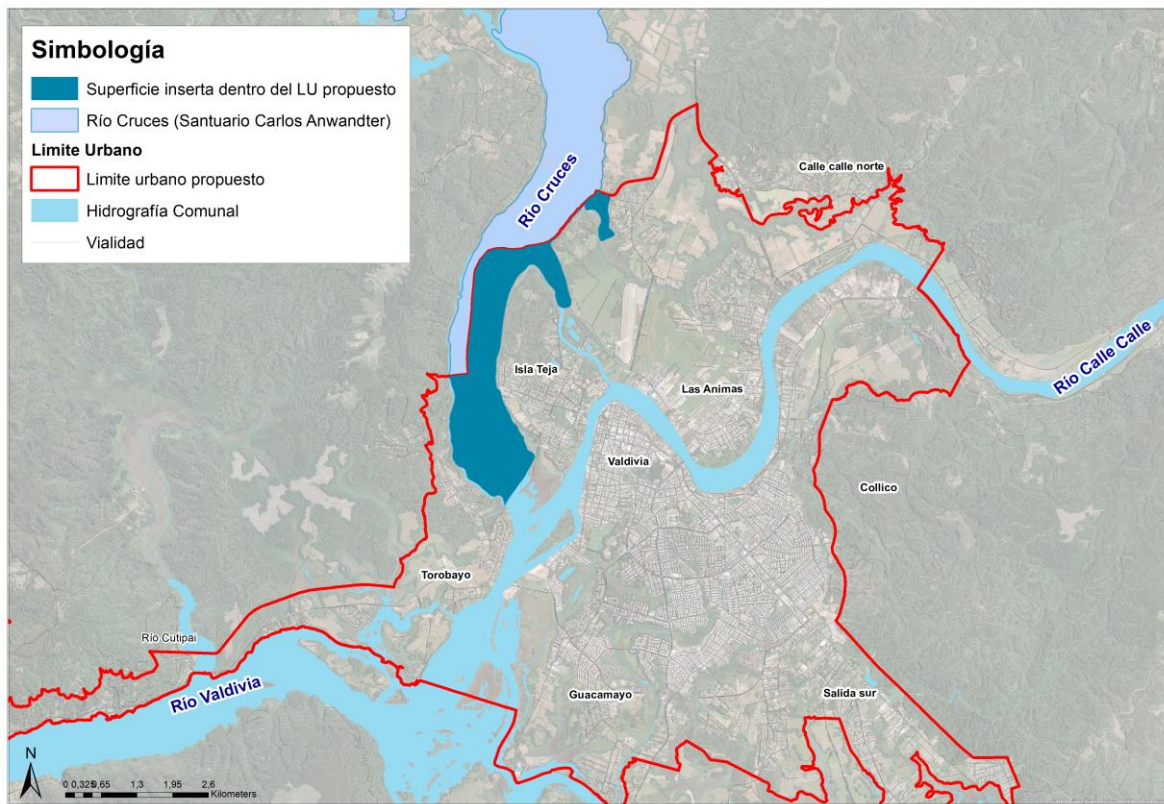 Simbología
Superficie inserta dentro del LU propuesto
Río Cruces (Santuario Carlos Anwandter)
Limite Urbano
Limite urbano propuesto
Hidrografía Comunal
Vialidad
Río Cruces
Calle calle norte
Río Calle Calle
Isla Teja
Las Animas
Valdivia
Collico
Torobayo
Río Cutipai
Río Valdivia
Guacamayo
Salida sur
N
0 0,325 0,65 1,3 1,95 2,6
Kilometers